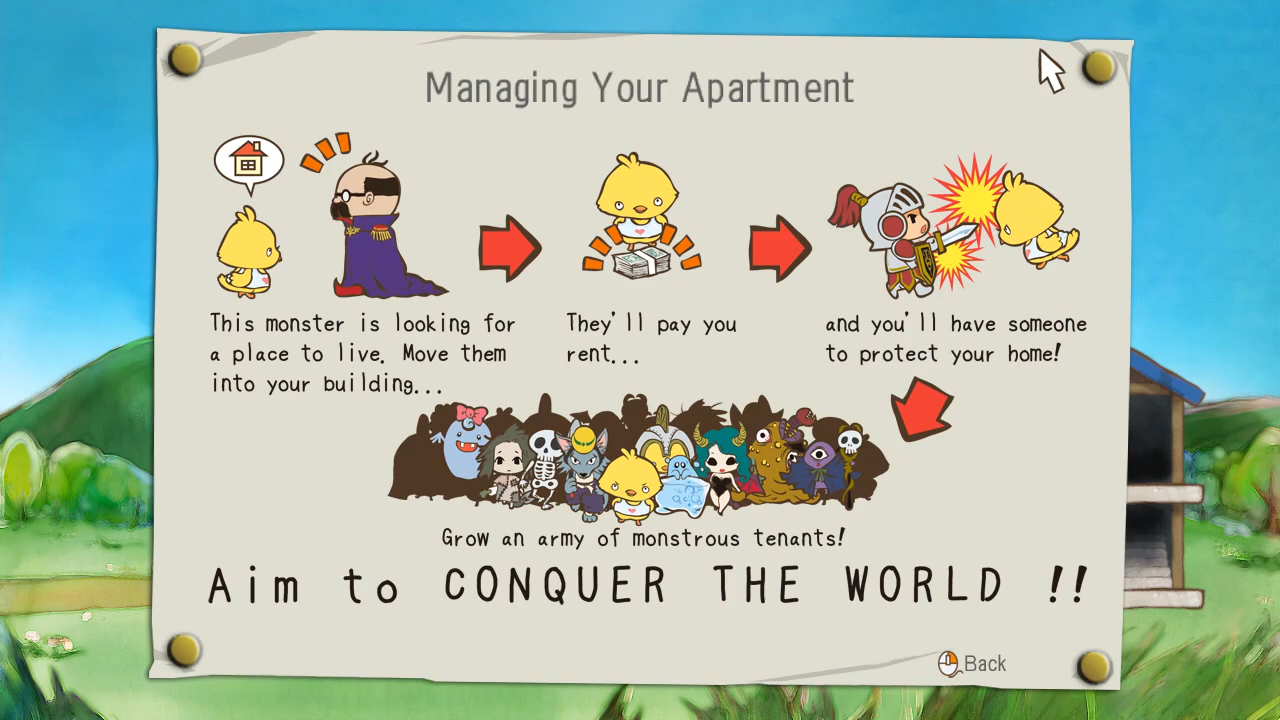 Managing Your Apartment
This monster is looking for
a place to live. Move them
into your building...
They'll pay you
rent...
and you'll have someone
to protect your home!
Grow an army of monstrous tenants!
Aim to CONQUER THE WORLD !!
Back